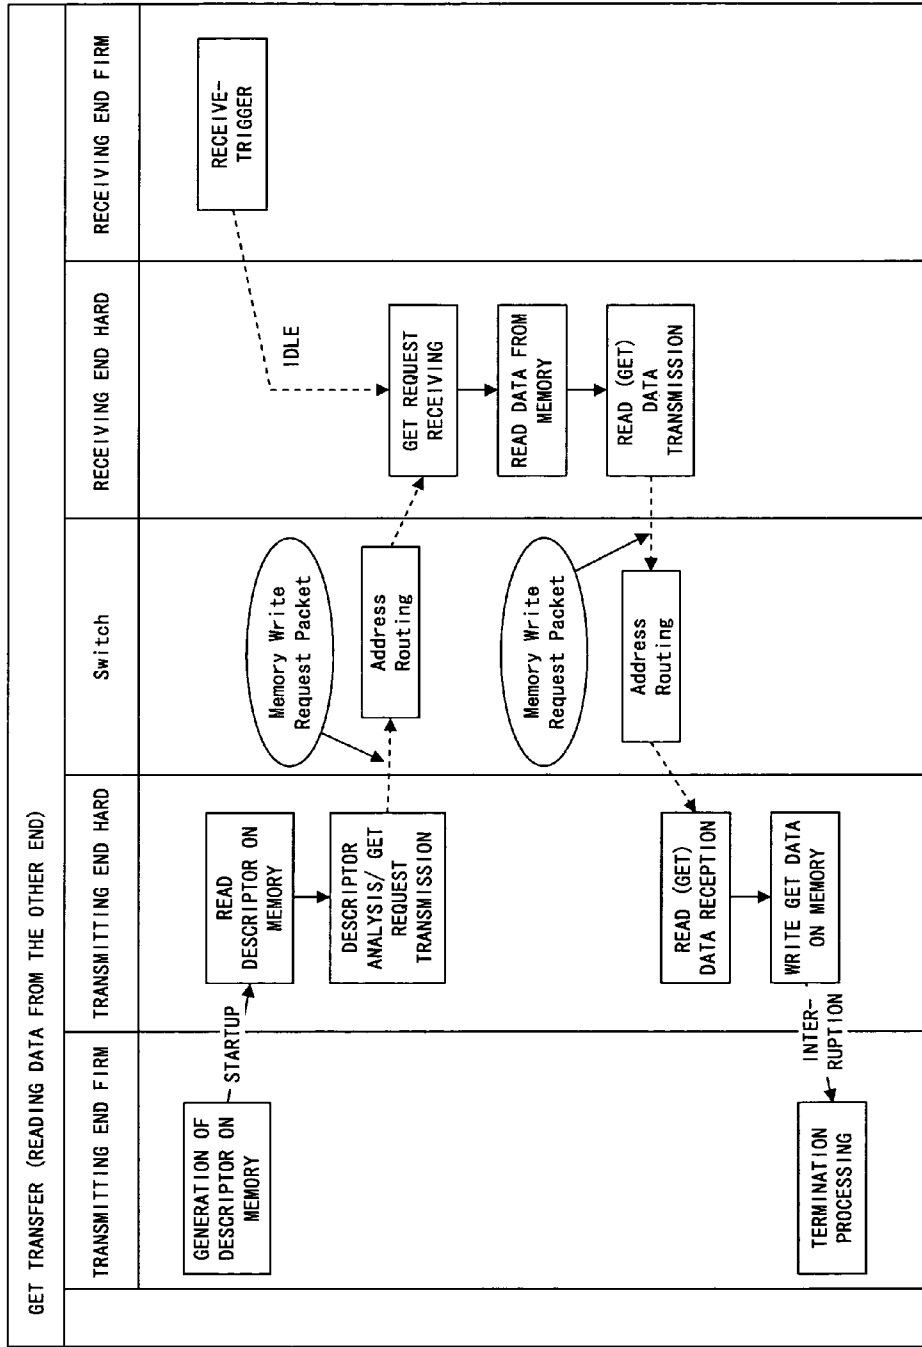 GET TRANSFER (READING DATA FROM THE OTHER END)
TRANSMITTING END FIRM
TRANSMITTING END HARD
Switch
RECEIVING END HARD
RECEIVING END FIRM
GENERATION OF
DESCRIPTOR ON
MEMORY
STARTUP
READ
DESCRIPTOR ON
MEMORY
RECEIVE-
TRIGGER
IDLE
DESCRIPTOR
ANALYSIS/ GET
REQUEST
TRANSMISSION
Memory Write
Request Packet
Address
Routing
GET REQUEST
RECEIVING
READ DATA FROM
MEMORY
READ (GET)
DATA
TRANSMISSION
Memory Write
Request Packet
Address
Routing
READ (GET)
DATA RECEPTION
WRITE GET DATA
ON MEMORY
INTER-
RUPTION
TERMINATION
PROCESSING